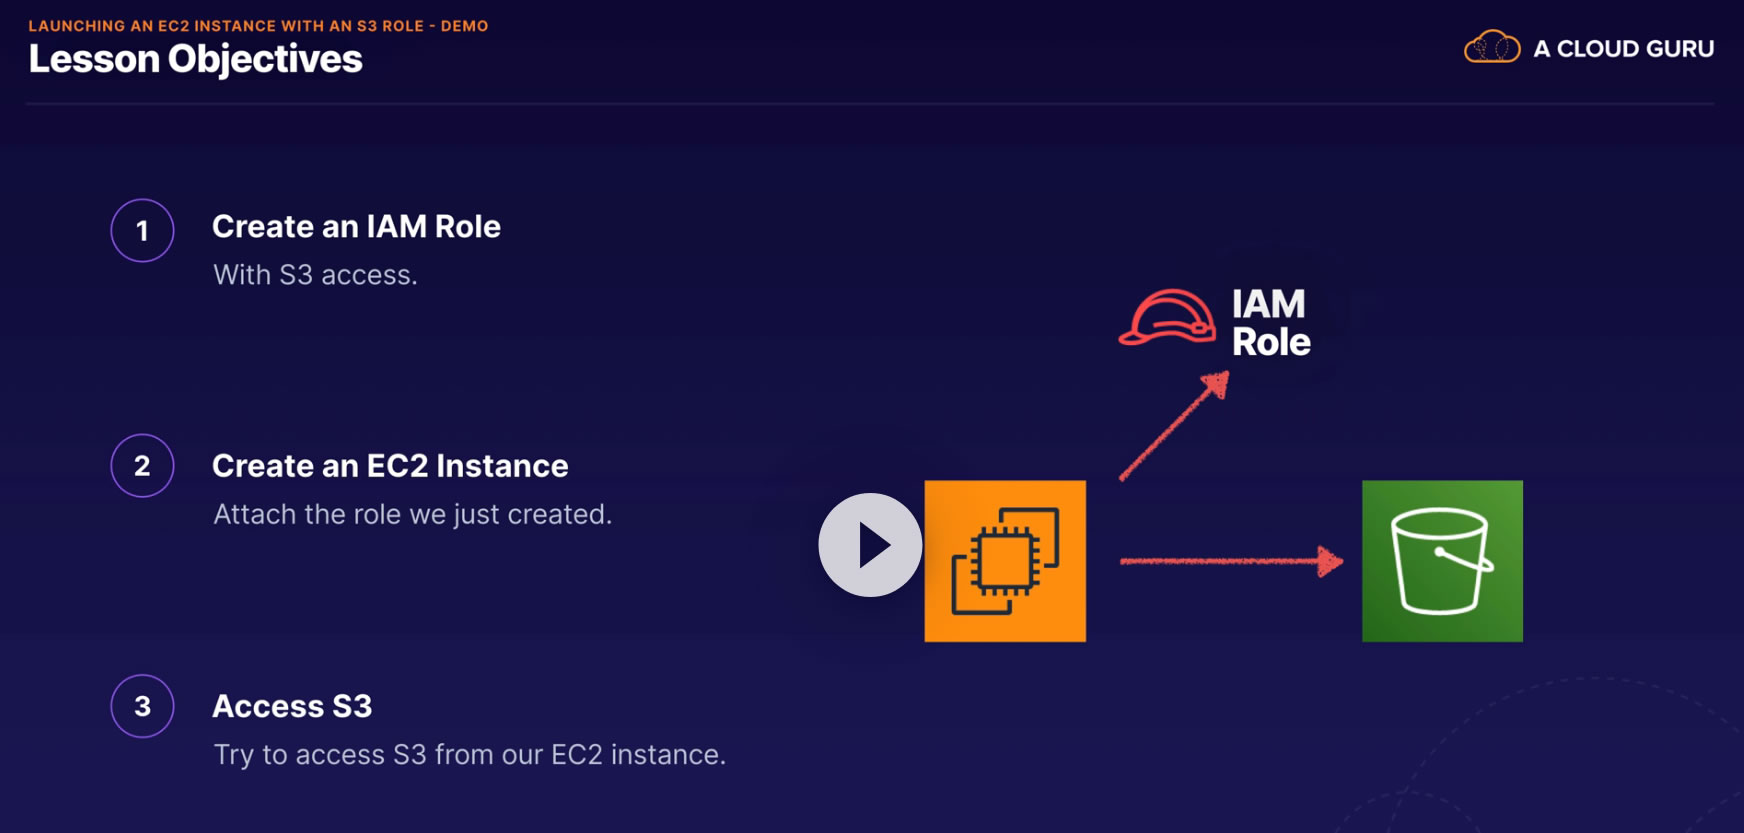 LAUNCHING AN EC2 INSTANCE WITH AN S3 ROLE - DEMO
Lesson Objectives
A CLOUD GURU
1
Create an IAM Role
With S3 access.
2
Create an EC2 Instance
Attach the role we just created.
3
Access S3
Try to access S3 from our EC2 instance.
IAM
Role